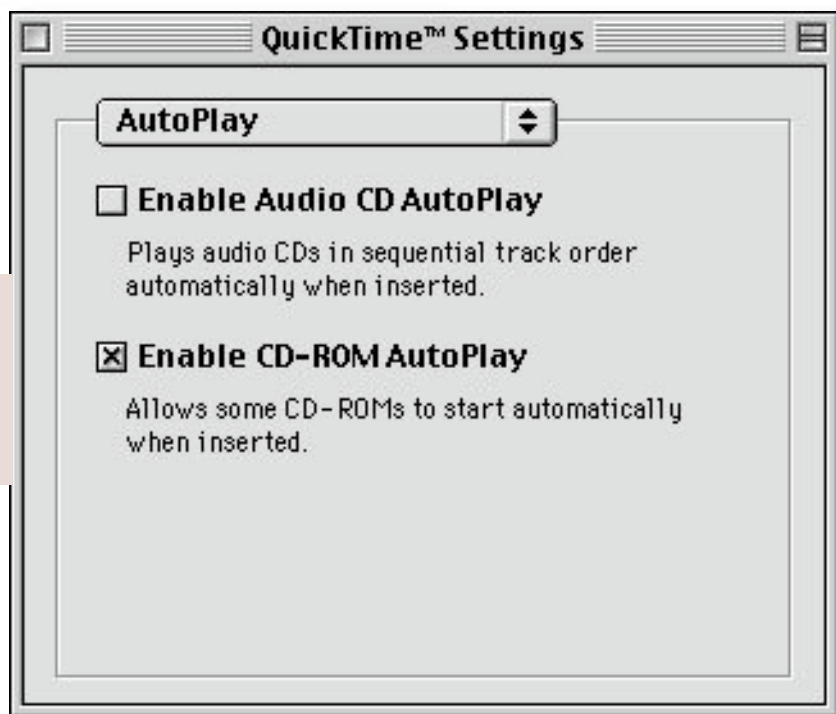 QuickTime™ Settings
AutoPlay
Enable Audio CD AutoPlay
Plays audio CDs in sequential track order
automatically when inserted.
Enable CD-ROM AutoPlay
Allows some CD-ROMs to start automatically
when inserted.